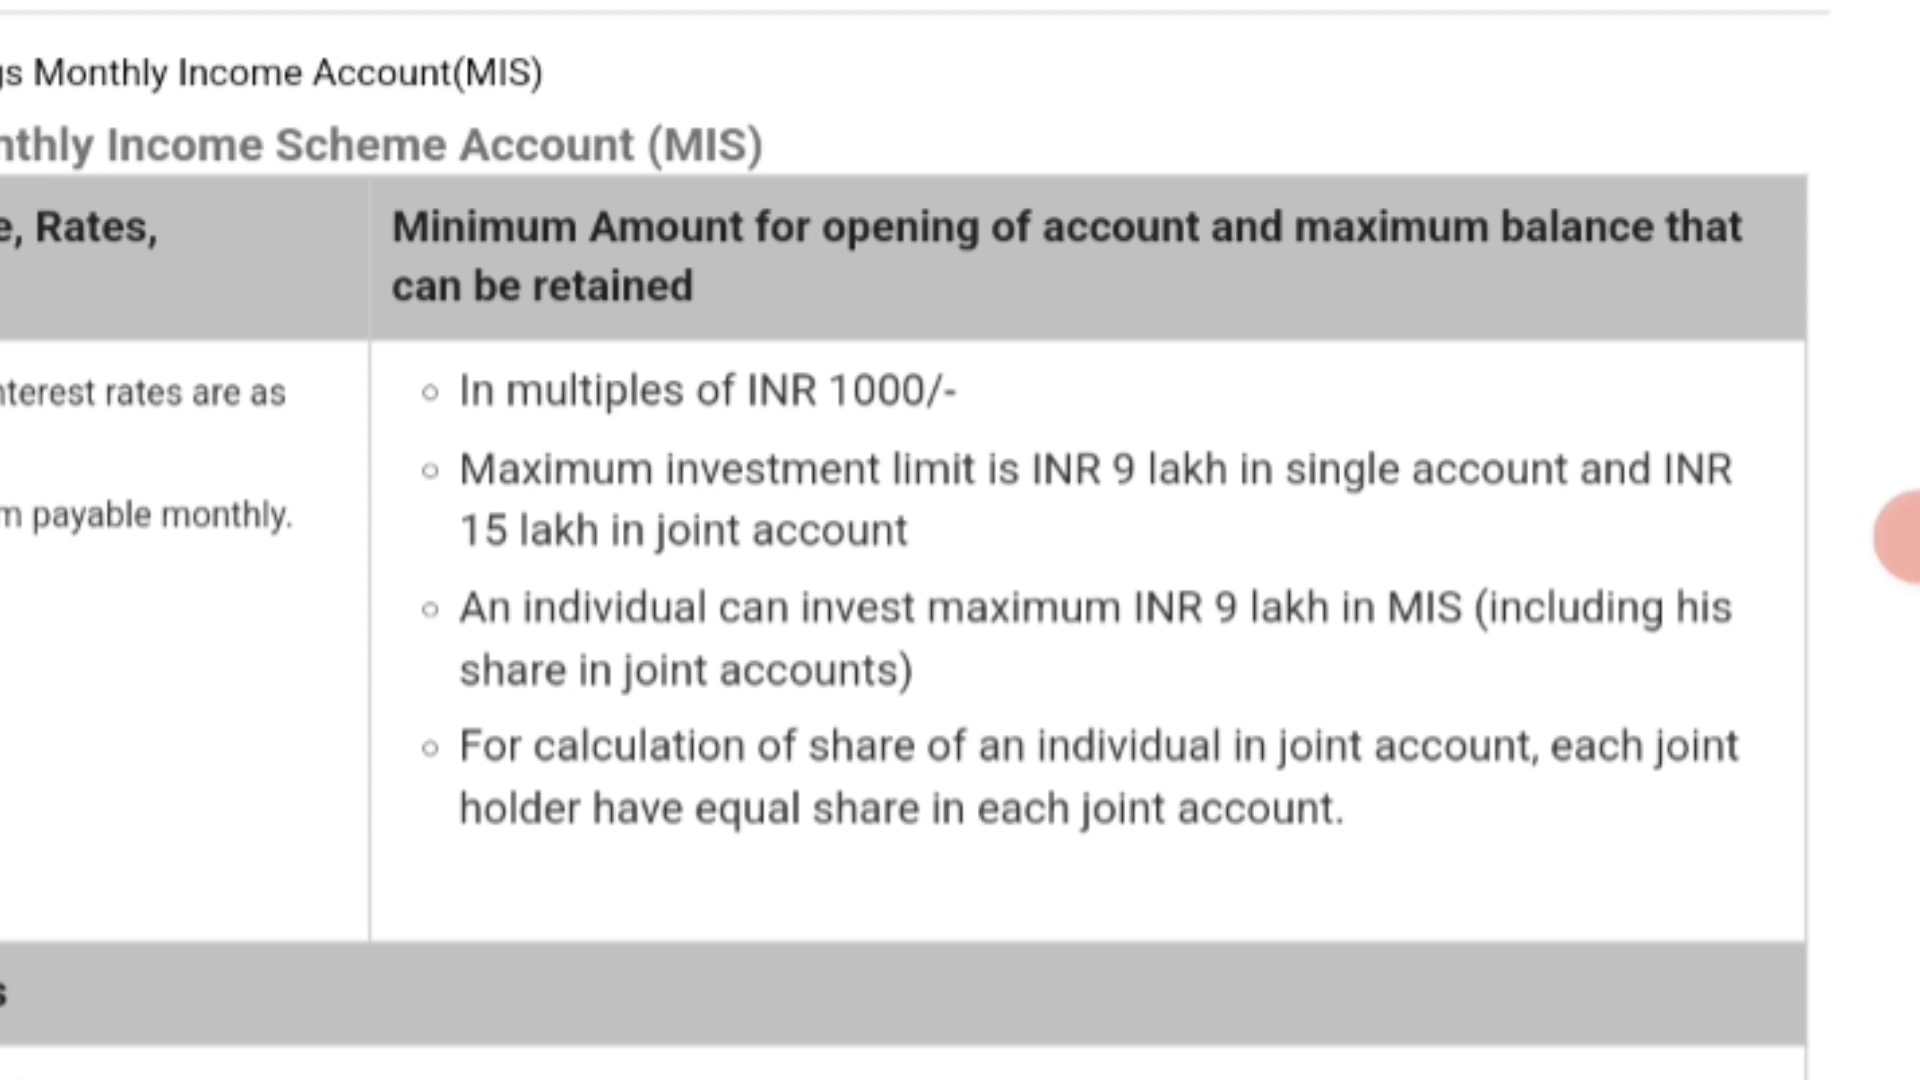 Monthly Income Account(MIS)
Income Scheme Account (MIS)
Rates,
Minimum Amount for opening of account and maximum balance that
can be retained
rates are as
payable monthly.
In multiples of INR 1000/-
Maximum investment limit is INR 9 lakh in single account and INR
15 lakh in joint account
An individual can invest maximum INR 9 lakh in MIS (including his
share in joint accounts)
For calculation of share of an individual in joint account, each joint
holder have equal share in each joint account.